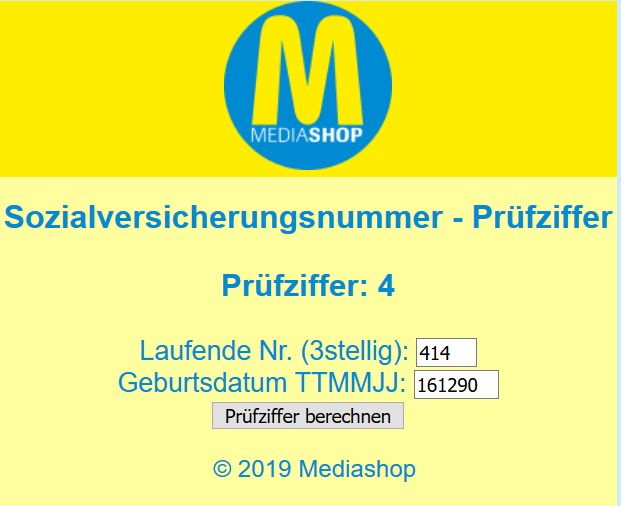 M
MEDIASHOP
Sozialversicherungsnummer - Prüfziffer
Prüfziffer: 4
Laufende Nr. (3stellig): 414
Geburtsdatum TTMMJJ: 161290
Prüfziffer berechnen
© 2019 Mediashop